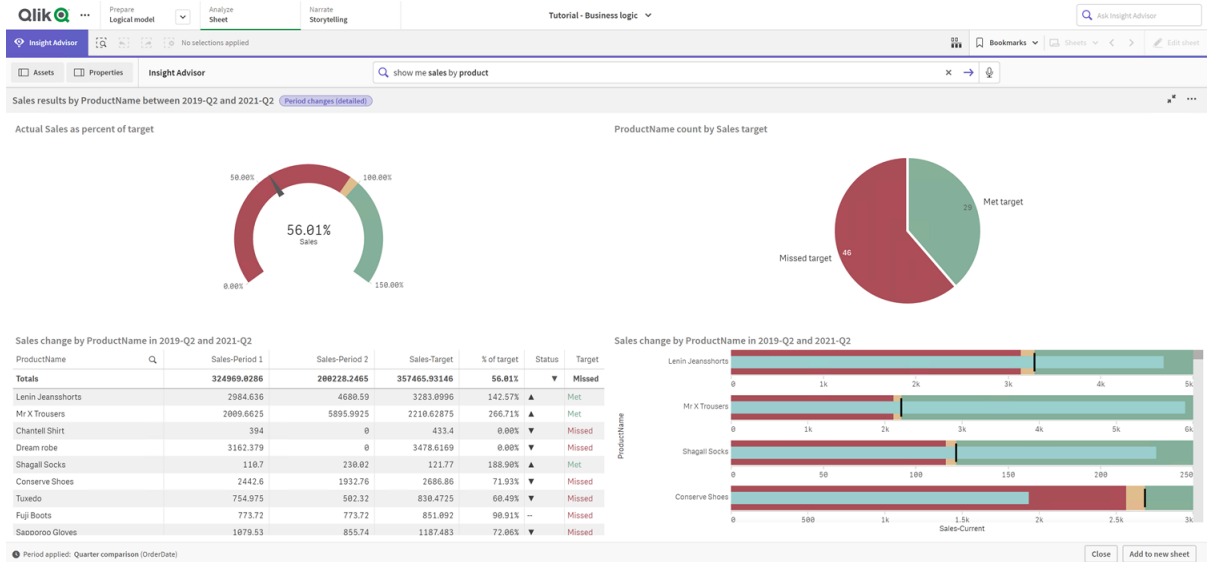 Qlik
Prepare
Logical model
Analyze
Sheet
Narrate
Storytelling
Tutorial - Business logic
Ask Insight Advisor
Insight Advisor
No selections applied
Bookmarks
Sheets
Edit sheet
Assets
Properties
Insight Advisor
show me sales by product
Sales results by ProductName between 2019-Q2 and 2021-Q2 Period changes (detailed)
Actual Sales as percent of target
50.00%
100.00%
56.01%
Sales
0.00%
150.00%
ProductName count by Sales target
28
Met target
Missed target
46
Sales change by ProductName in 2019-Q2 and 2021-Q2
ProductName Sales-Period 1 Sales-Period 2 Sales-Target % of target Status Target
Totals 324969.0286 200228.2465 357465.93146 56.01% ▼ Missed
Lenin Jeansshorts 2984.636 4680.59 3283.0996 142.57% ▲ Met
Mr X Trousers 2009.6625 5895.9925 2210.62875 266.71% ▲ Met
Chantell Shirt 394 0 433.4 0.00% ▼ Missed
Dream robe 3162.379 0 3478.6169 0.00% ▼ Missed
Shagall Socks 110.7 230.02 121.77 188.90% ▲ Met
Conserve Shoes 2442.6 1932.76 2686.86 71.93% ▼ Missed
Tuxedo 754.975 502.32 830.4725 60.49% ▼ Missed
Fuji Boots 773.72 773.72 851.092 90.91% -- Missed
Sapporoo Gloves 1079.53 855.74 1187.483 72.06% ▼ Missed
Sales change by ProductName in 2019-Q2 and 2021-Q2
ProductName
Lenin Jeansshorts
0 1k 2k 3k 4k 5k
Mr X Trousers
0 1k 2k 3k 4k 5k 6k
Shagall Socks
0 50 100 150 200 250
Conserve Shoes
0 500 1k 1.5k 2k 2.5k 3k
Sales-Current
Period applied: Quarter comparison (OrderDate)
Close
Add to new sheet